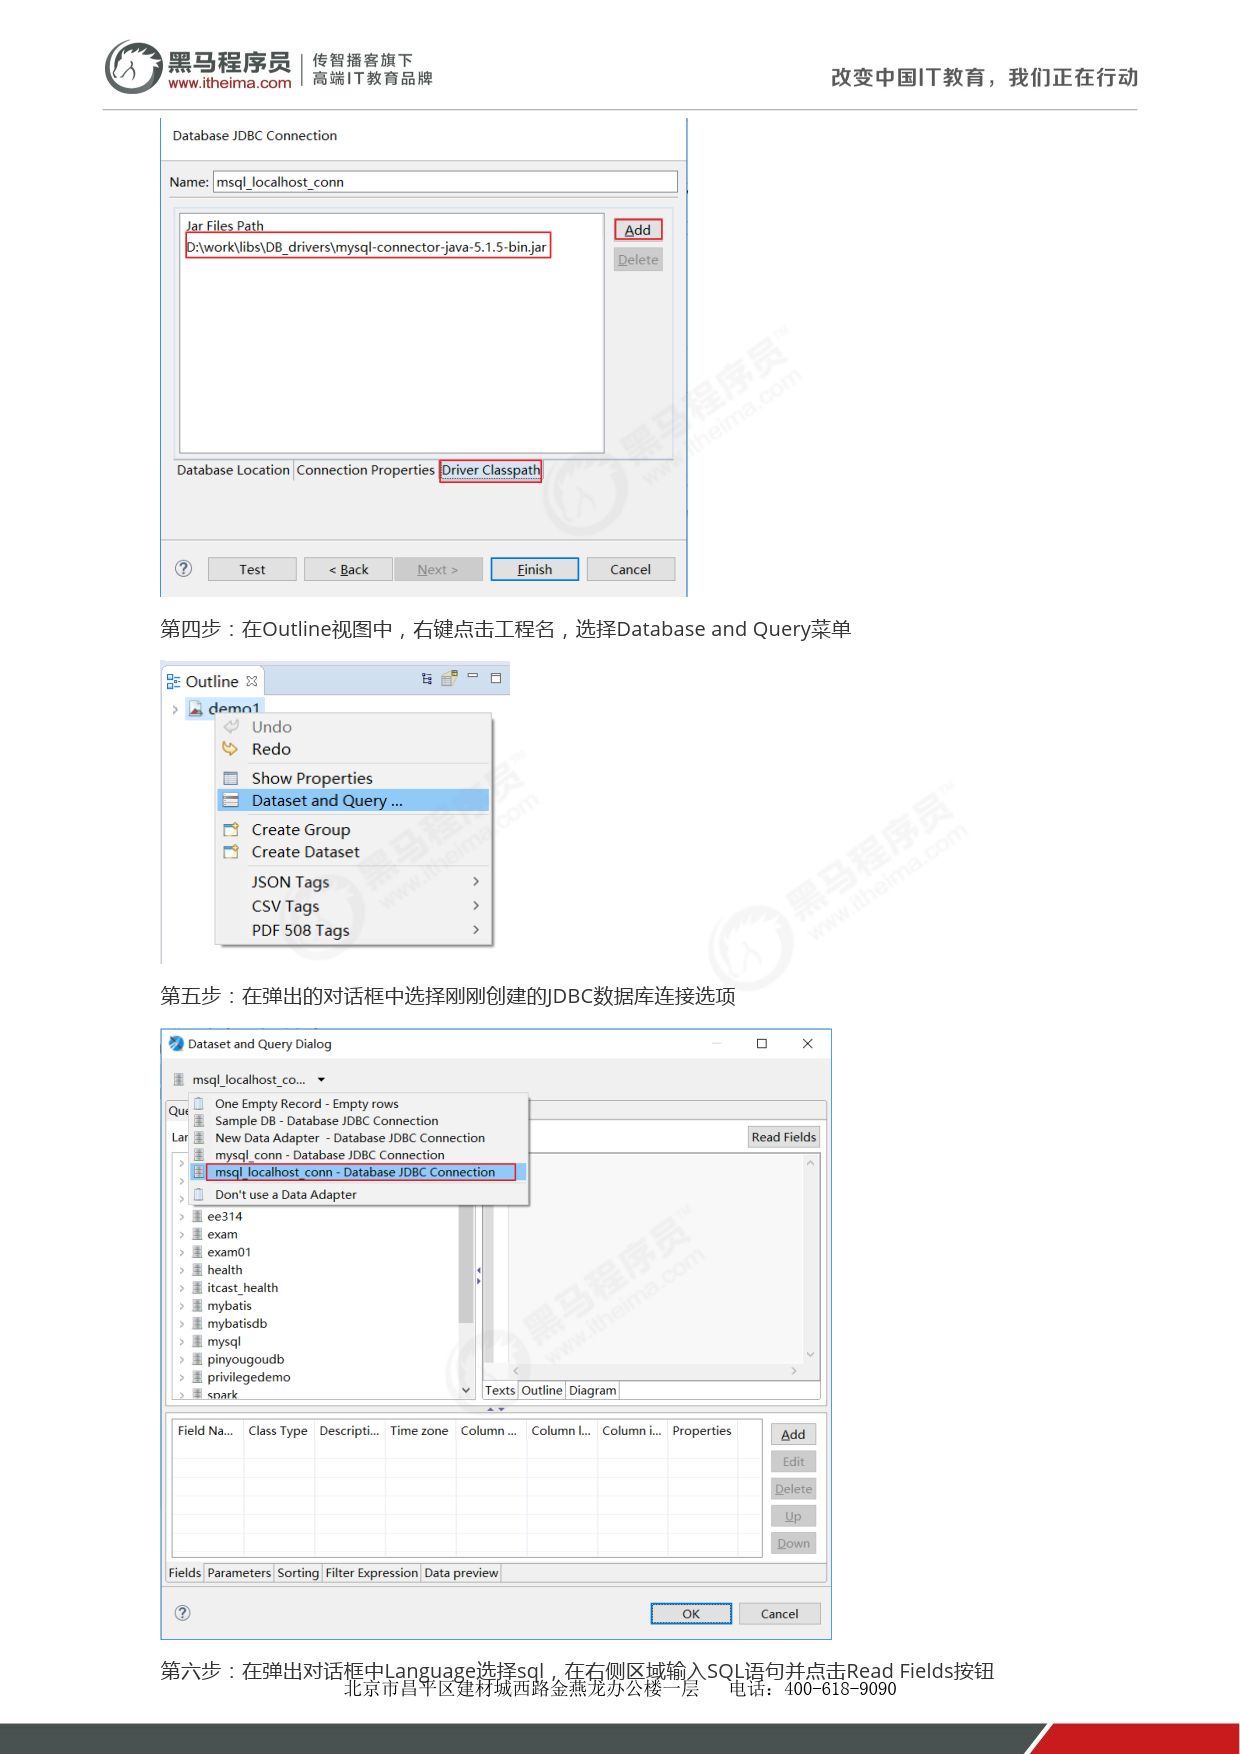 黑马程序员
www.itheima.com
传智播客旗下
高端IT教育品牌
改变中国IT教育，我们正在行动
Database JDBC Connection
Name: msql_localhost_conn
Jar Files Path
D:\work\libs\DB_drivers\mysql-connector-java-5.1.5-bin.jar
Add
Delete
Database Location Connection Properties Driver Classpath
Test < Back Next > Finish Cancel
第四步：在Outline视图中，右键点击工程名，选择Database and Query菜单
Outline
demo1
Undo
Redo
Show Properties
Dataset and Query ...
Create Group
Create Dataset
JSON Tags
CSV Tags
PDF 508 Tags
黑马程序员
www.itheima.com
第五步：在弹出的对话框中选择刚刚创建的JDBC数据库连接选项
Dataset and Query Dialog
msql_localhost_co...
Que
One Empty Record - Empty rows
Sample DB - Database JDBC Connection
Lan
New Data Adapter - Database JDBC Connection
Read Fields
mysql_conn - Database JDBC Connection
msql_localhost_conn - Database JDBC Connection
Don't use a Data Adapter
ee314
exam
exam01
health
itcast_health
mybatis
mybatisdb
mysql
pinyougoudb
privilegedemo
spark
Texts Outline Diagram
Field Na... Class Type Descripti... Time zone Column ... Column l... Column i... Properties
Add
Edit
Delete
Up
Down
Fields Parameters Sorting Filter Expression Data preview
OK Cancel
第六步：在弹出对话框中Language选择sql，在右侧区域输入SQL语句并点击Read Fields按钮
北京市昌平区建材城西路金燕龙办公楼一层 电话：400-618-9090